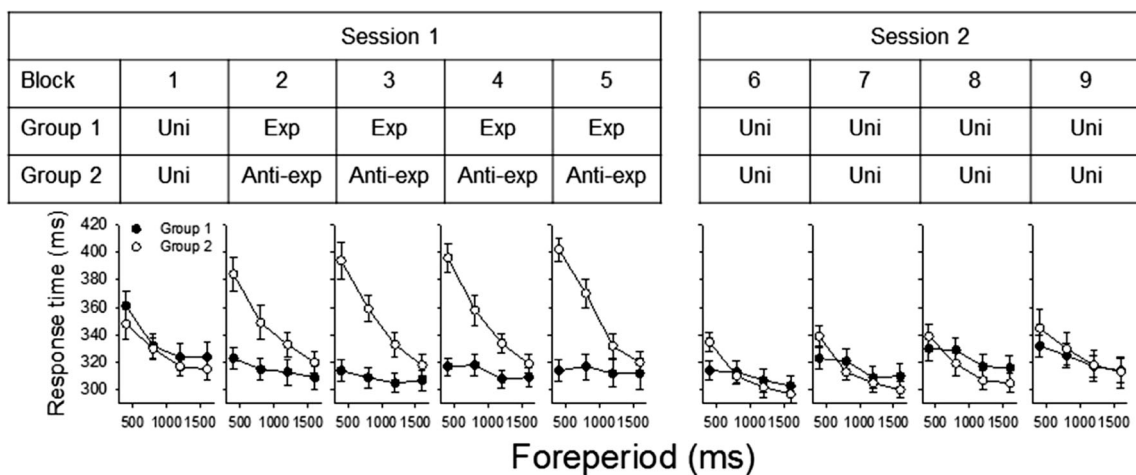 Session 1 Session 2
Block 1 2 3 4 5 6 7 8 9
Group 1 Uni Exp Exp Exp Exp Uni Uni Uni Uni
Group 2 Uni Anti-exp Anti-exp Anti-exp Anti-exp Uni Uni Uni Uni
420
400
380
360
340
320
300
Response time (ms)
Group 1
Group 2
500 1000 1500 500 1000 1500 500 1000 1500 500 1000 1500 500 1000 1500 500 1000 1500 500 1000 1500 500 1000 1500 500 1000 1500
Foreperiod (ms)